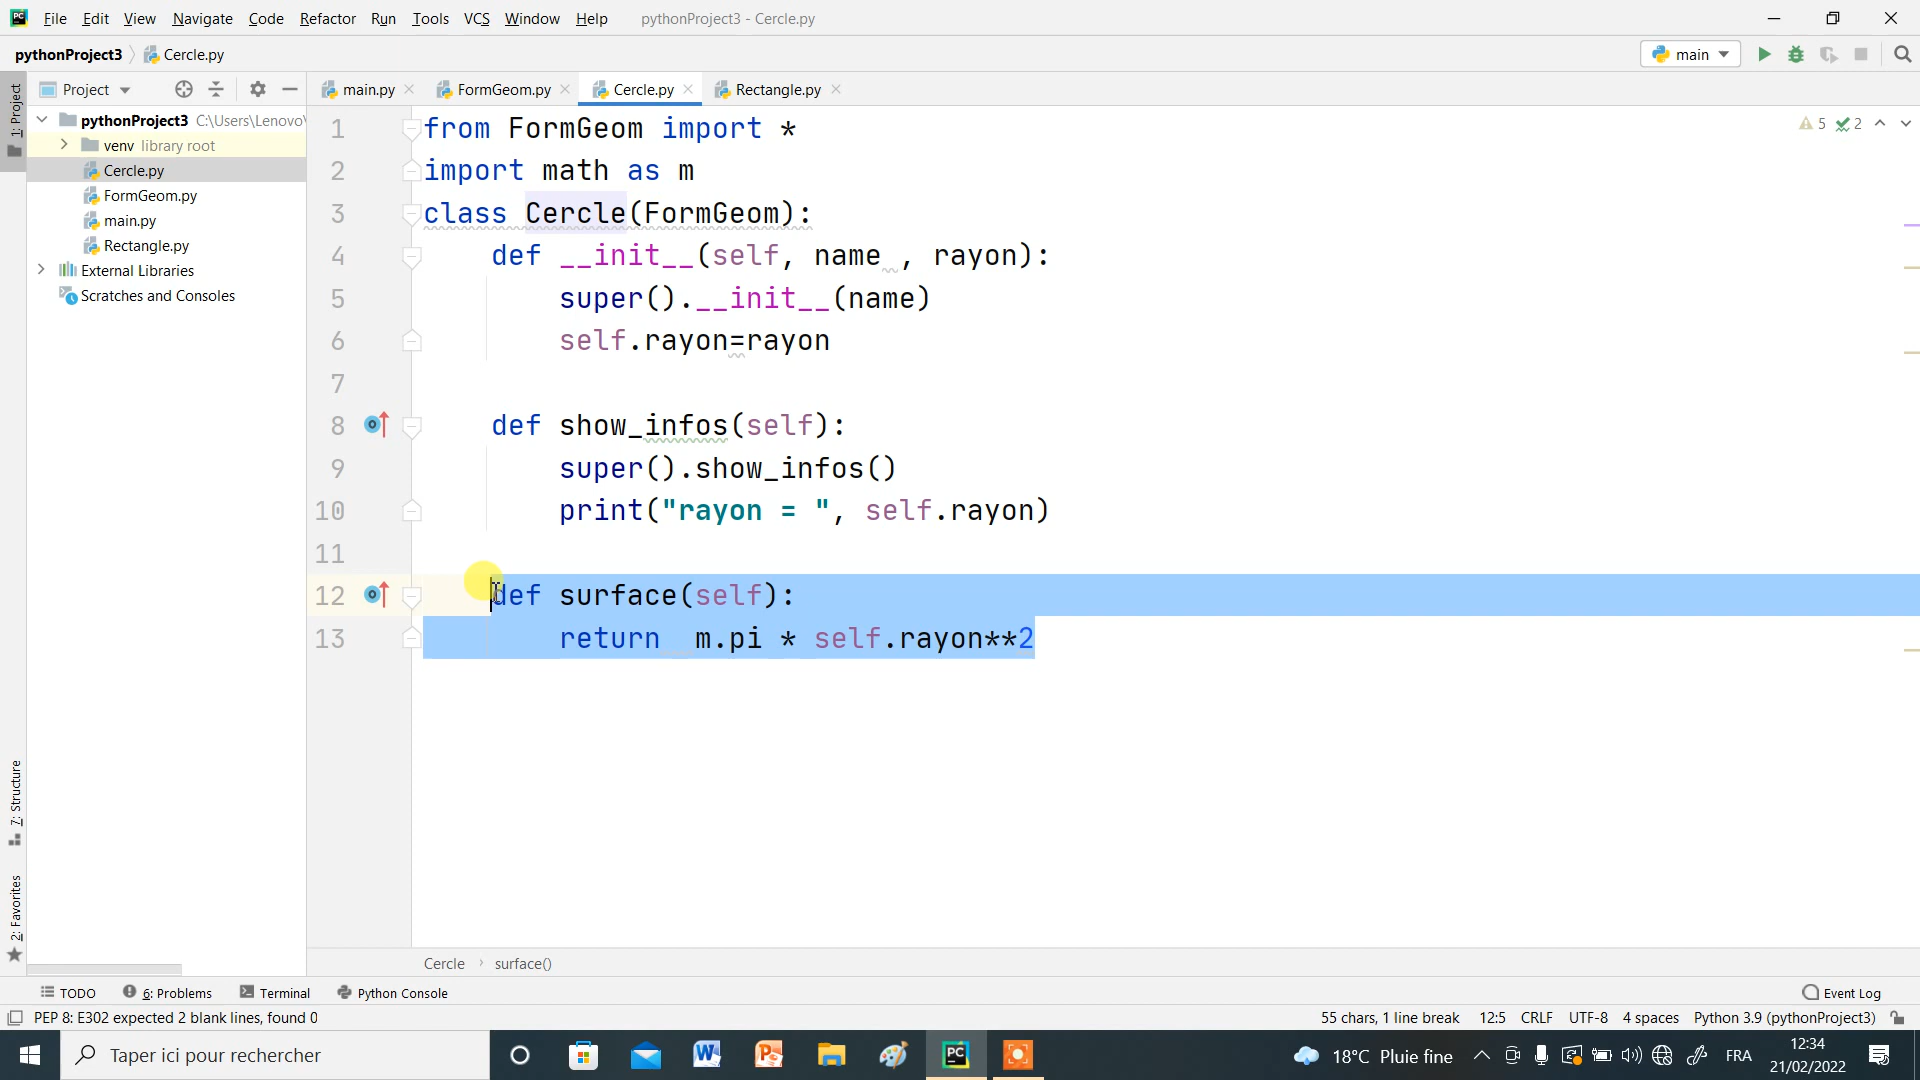 File Edit View Navigate Code Refactor Run Tools VCS Window Help pythonProject3 - Cercle.py
pythonProject3 Cercle.py main
Project
main.py FormGeom.py Cercle.py Rectangle.py
1: Project
pythonProject3 C:\Users\Lenovo\
venv library root
Cercle.py
FormGeom.py
main.py
Rectangle.py
External Libraries
Scratches and Consoles
5 2
1 from FormGeom import *
2 import math as m
3 class Cercle(FormGeom):
4 def __init__(self, name , rayon):
5 super().__init__(name)
6 self.rayon=rayon
7
8 def show_infos(self):
9 super().show_infos()
10 print("rayon = ", self.rayon)
11
12 def surface(self):
13 return  m.pi * self.rayon**2
7: Structure
2: Favorites
Cercle surface()
TODO 6: Problems Terminal Python Console Event Log
PEP 8: E302 expected 2 blank lines, found 0 55 chars, 1 line break 12:5 CRLF UTF-8 4 spaces Python 3.9 (pythonProject3)
Taper ici pour rechercher 18°C Pluie fine FRA 12:34
21/02/2022